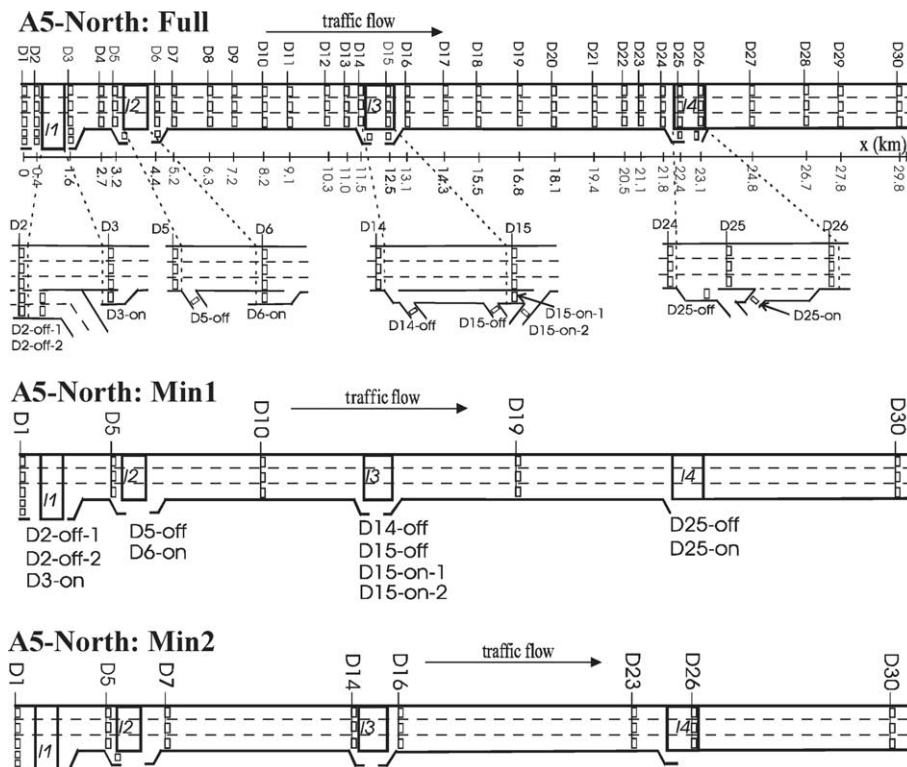 A5-North: Full
traffic flow
D1 D2 D3 D4 D5 D6 D7 D8 D9 D10 D11 D12 D13 D14 D15 D16 D17 D18 D19 D20 D21 D22 D23 D24 D25 D26 D27 D28 D29 D30
I1 I2 I3 I4
x (km)
0 0.4 1.6 2.7 3.2 4.4 5.2 6.3 7.2 8.2 9.1 10.3 11.0 11.5 12.5 13.1 14.3 15.5 16.8 18.1 19.4 20.5 21.1 21.8 22.4 23.1 24.8 26.7 27.8 29.8
D2 D3 D5 D6 D14 D15 D24 D25 D26
D2-off-1 D3-on D5-off D6-on D14-off D15-off D15-on-1 D25-off D25-on
D2-off-2 D15-on-2
A5-North: Min1
traffic flow
D1 D5 D10 D19 D30
I1 I2 I3 I4
D2-off-1 D5-off D14-off D25-off
D2-off-2 D6-on D15-off D25-on
D3-on D15-on-1
D15-on-2
A5-North: Min2
traffic flow
D1 D5 D7 D14 D16 D23 D26 D30
I1 I2 I3 I4